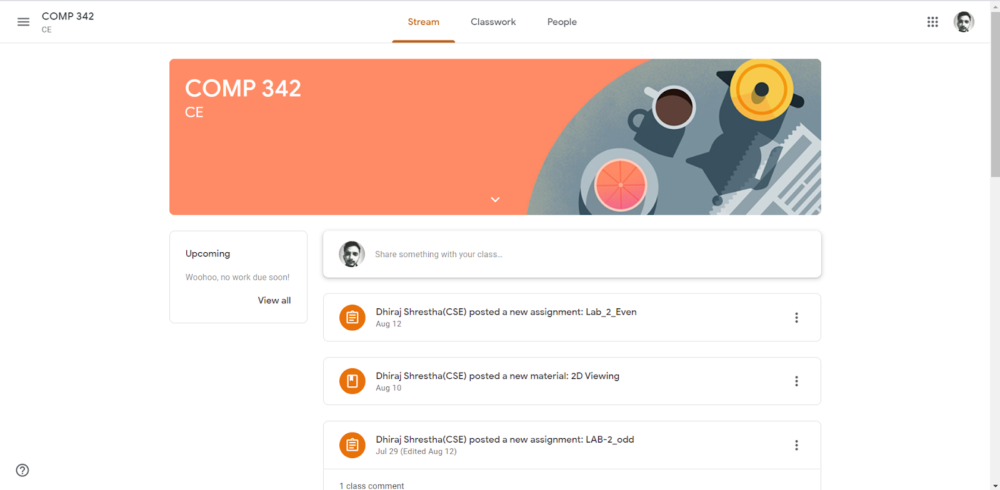 COMP 342
CE
Stream
Classwork
People
COMP 342
CE
Upcoming
Woohoo, no work due soon!
View all
Share something with your class…
Dhiraj Shrestha(CSE) posted a new assignment: Lab_2_Even
Aug 12
Dhiraj Shrestha(CSE) posted a new material: 2D Viewing
Aug 10
Dhiraj Shrestha(CSE) posted a new assignment: LAB-2_odd
Jul 29 (Edited Aug 12)
1 class comment